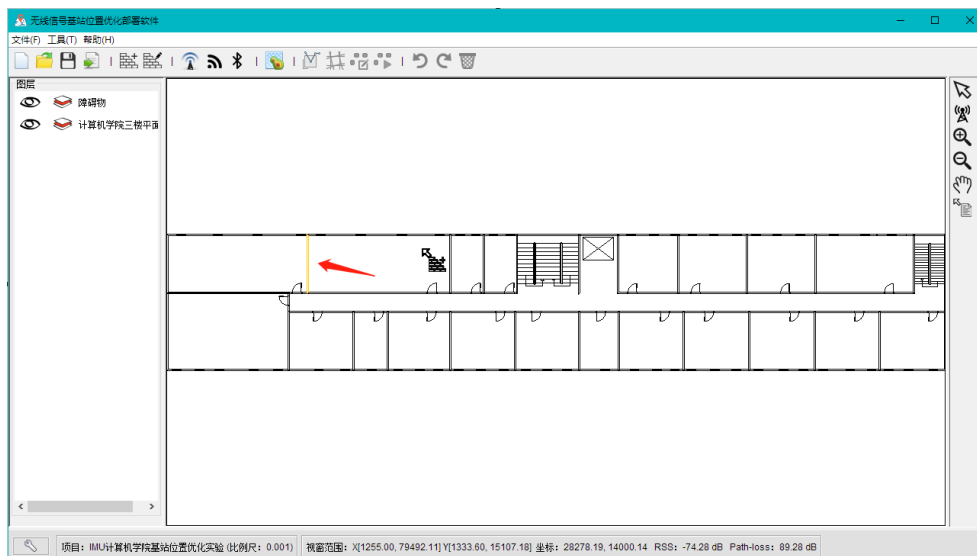 无线信号基站位置优化部署软件
文件(F) 工具(T) 帮助(H)
图层
障碍物
计算机学院三楼平面
项目: IMU计算机学院基站位置优化实验 (比例尺: 0.001) 视窗范围: X[1255.00, 79492.11] Y[1333.60, 15107.18] 坐标: 28278.19, 14000.14 RSS: -74.28 dB Path-loss: 89.28 dB